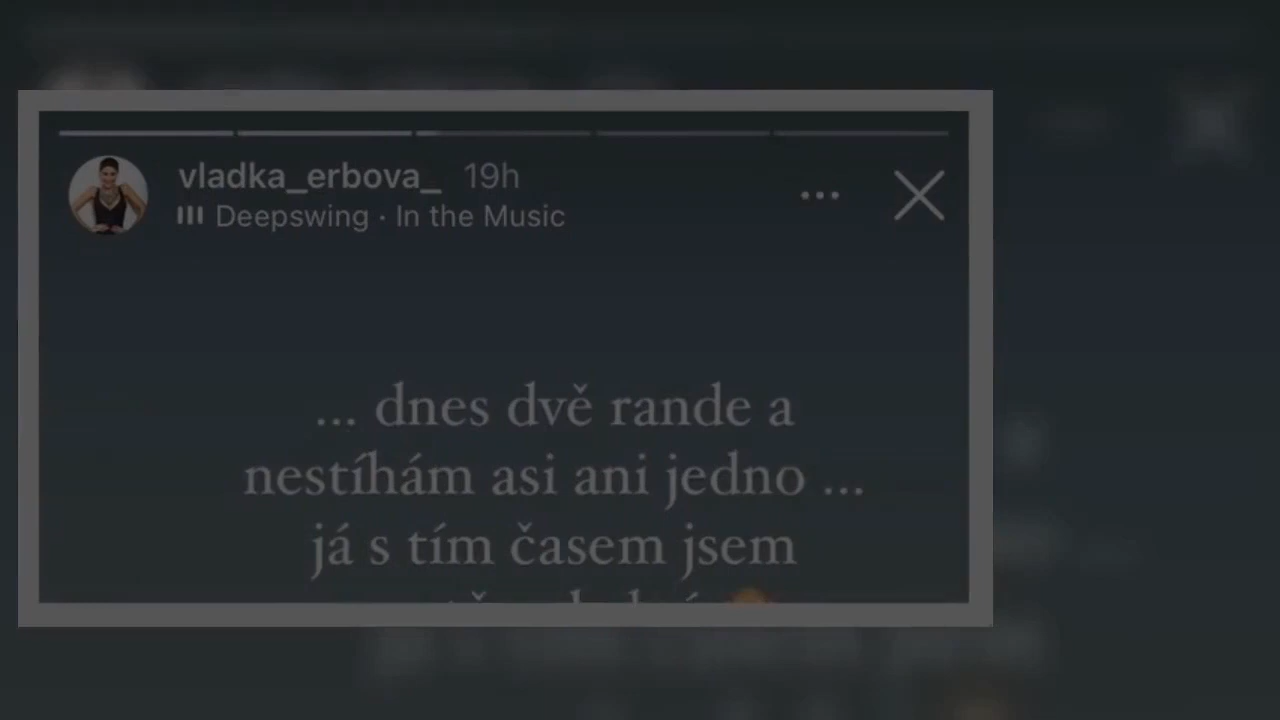 vladka_erbova_ 19h
Deepswing · In the Music
... dnes dvě rande a
nestíhám asi ani jedno ...
já s tím časem jsem